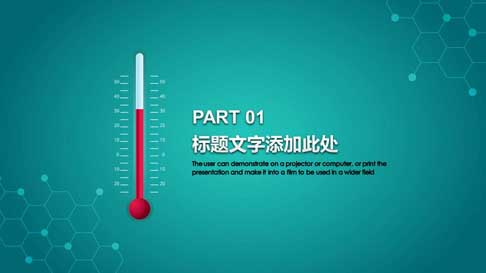 PART 01
标题文字添加此处
The user can demonstrate on a projector or computer, or print the
presentation and make it into a film to be used in a wider field